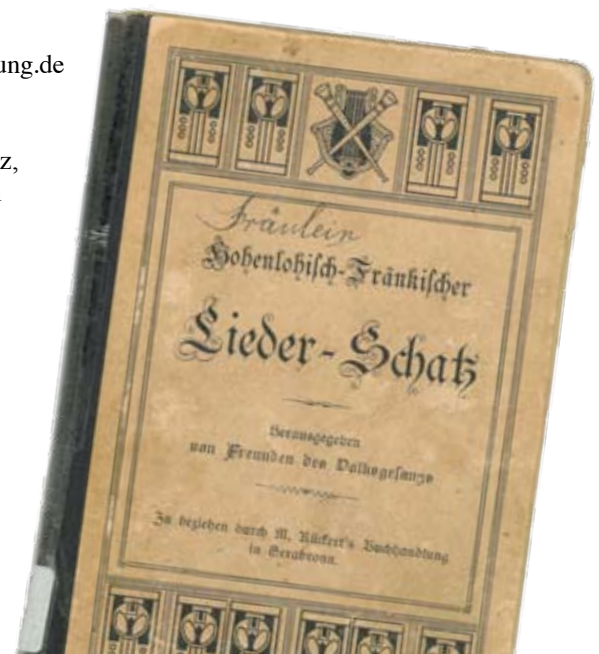 ung.de
z,
Fräulein
Hohenlohisch-Fränkischer
Lieder-Schatz
Herausgegeben
von Freunden des Volksgesangs
Zu beziehen durch M. Rückert's Buchhandlung
in Gerabronn.